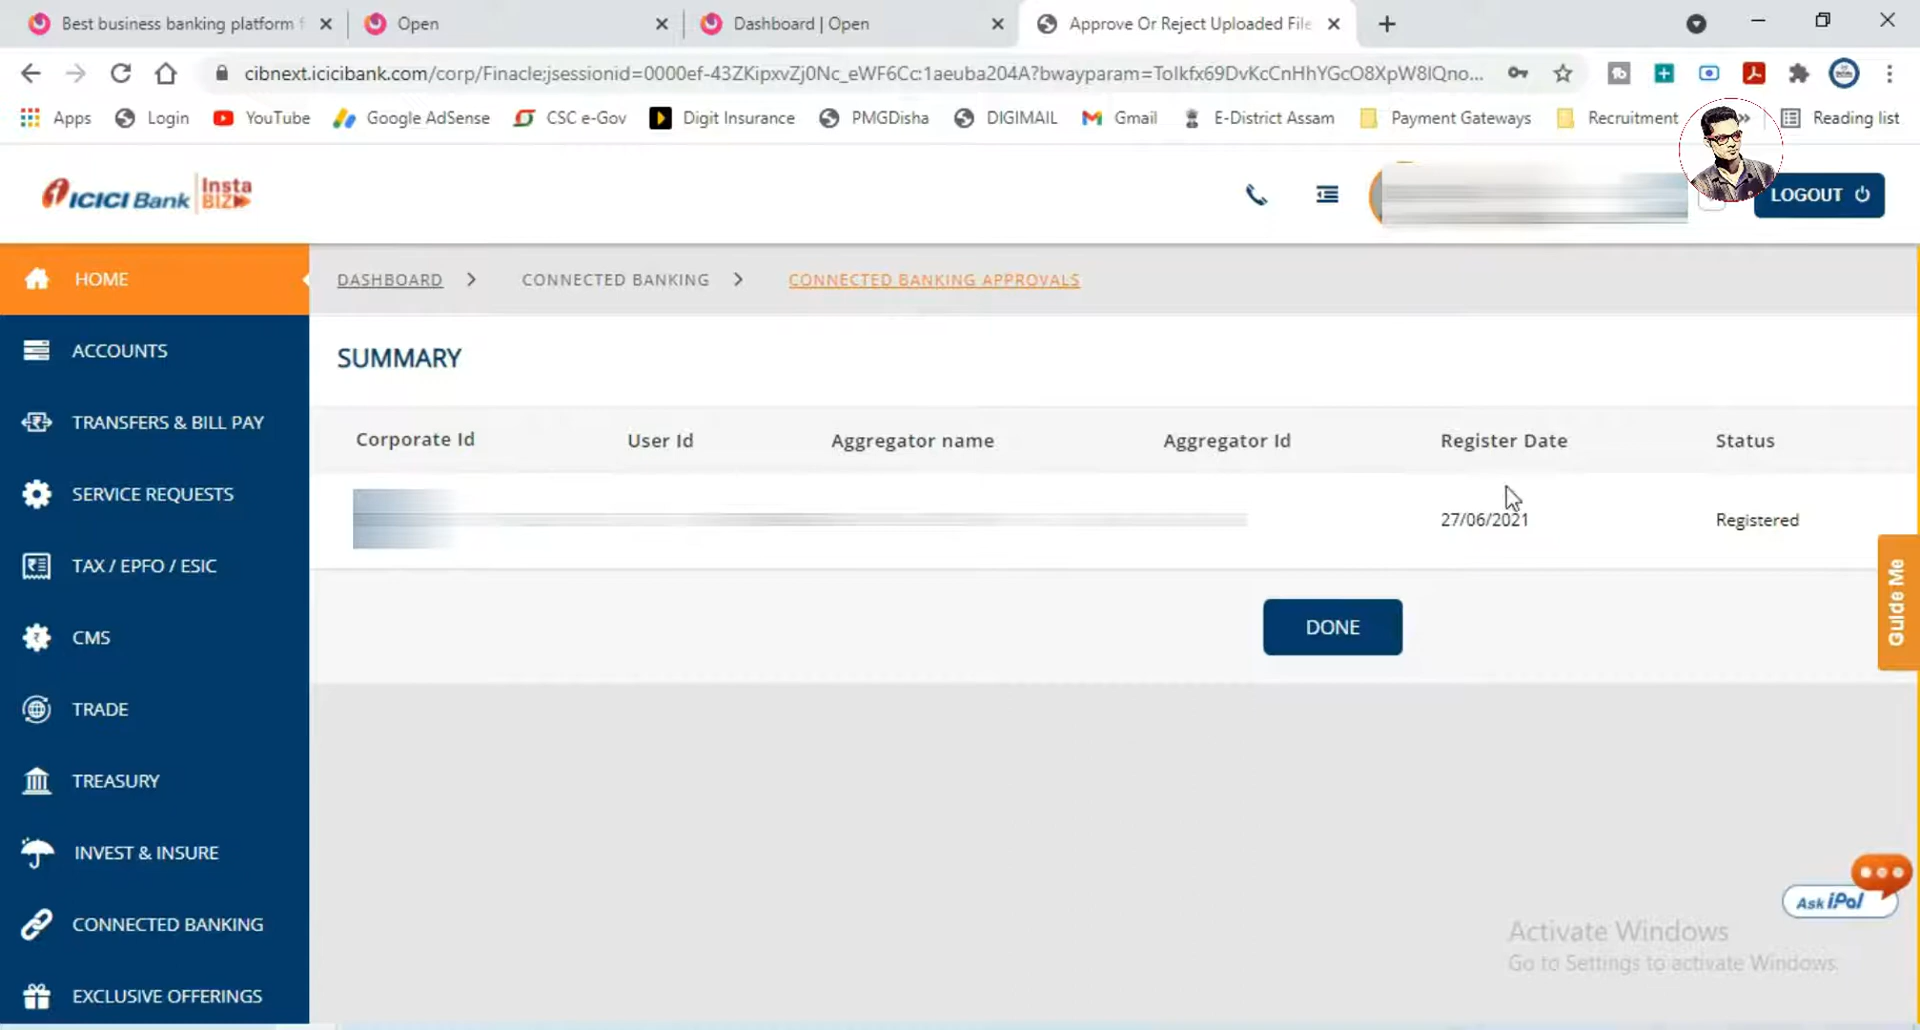 Best business banking platform f
Open
Dashboard | Open
Approve Or Reject Uploaded File
cibnext.icicibank.com/corp/Finacle;jsessionid=0000ef-43ZKipxvZj0Nc_eWF6Cc:1aeuba204A?bwayparam=Tolkfx69DvKcCnHhYGcO8XpW8lQno...
Apps
Login
YouTube
Google AdSense
CSC e-Gov
Digit Insurance
PMGDisha
DIGIMAIL
Gmail
E-District Assam
Payment Gateways
Recruitment
Reading list
ICICI Bank
Insta
BIZ
LOGOUT
HOME
DASHBOARD
CONNECTED BANKING
CONNECTED BANKING APPROVALS
ACCOUNTS
TRANSFERS & BILL PAY
SERVICE REQUESTS
TAX / EPFO / ESIC
CMS
TRADE
TREASURY
INVEST & INSURE
CONNECTED BANKING
EXCLUSIVE OFFERINGS
SUMMARY
Corporate Id User Id Aggregator name Aggregator Id Register Date Status
27/06/2021 Registered
DONE
Guide Me
Ask iPal
Activate Windows
Go to Settings to activate Windows.